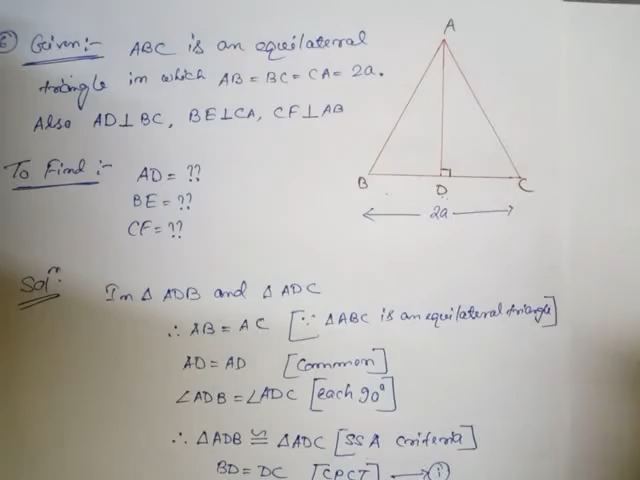 6) Given:- ABC is an equilateral
triangle in which AB = BC = CA = 2a.
Also AD⊥BC, BE⊥CA, CF⊥AB
A
B
D
C
2a
To Find:- AD = ??
BE = ??
CF = ??
Solⁿ:
In △ ADB and △ ADC
∴ AB = AC [∵ △ABC is an equilateral triangle]
AD = AD [Common]
∠ADB = ∠ADC [each 90°]
∴ △ADB ≅ △ADC [SSA Criteria]
BD = DC [CPCT] → (i)